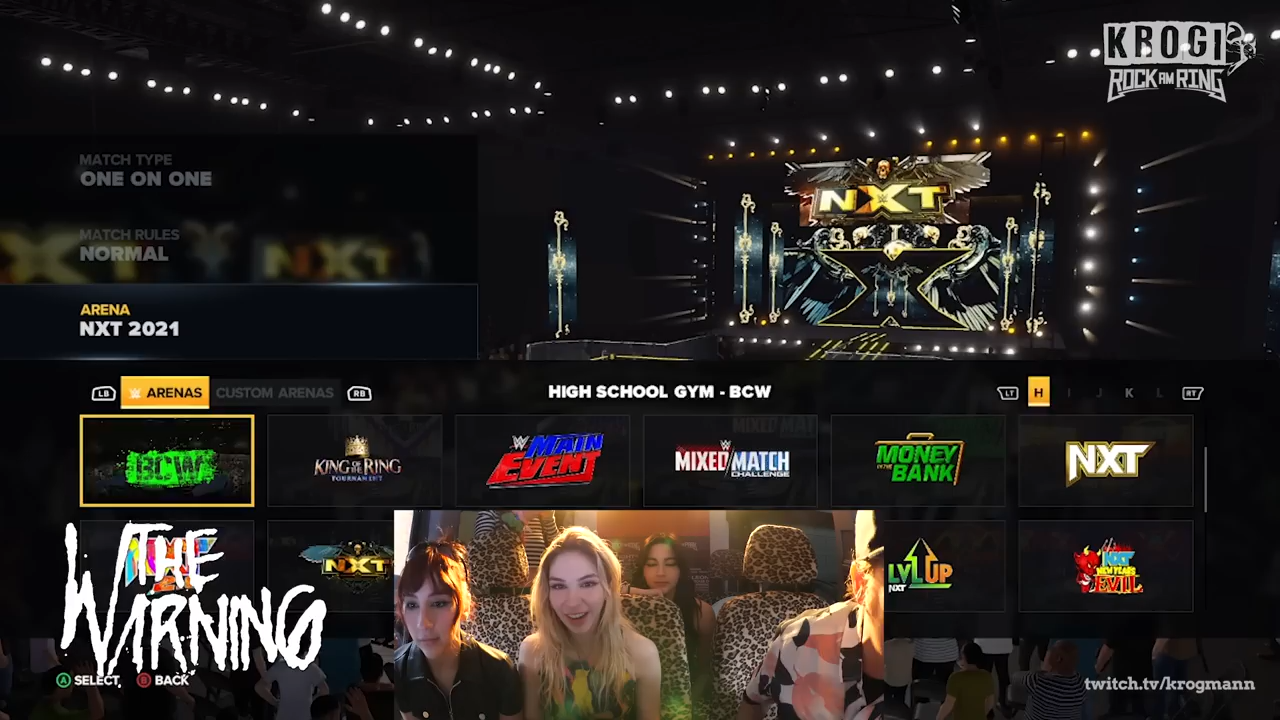 KROGI
ROCK AM RING
MATCH TYPE
ONE ON ONE
MATCH RULES
NORMAL
ARENA
NXT 2021
NXT
LB ARENAS CUSTOM ARENAS RB
HIGH SCHOOL GYM - BCW
LT H I J K L RT
BCW
KING OF THE RING
TOURNAMENT
MAIN EVENT
MIXED MATCH
CHALLENGE
MONEY IN THE BANK
NXT
NXT
LVL UP
NXT
NXT
NEW YEAR'S
EVIL
THE WARNING
A SELECT B BACK
twitch.tv/krogmann